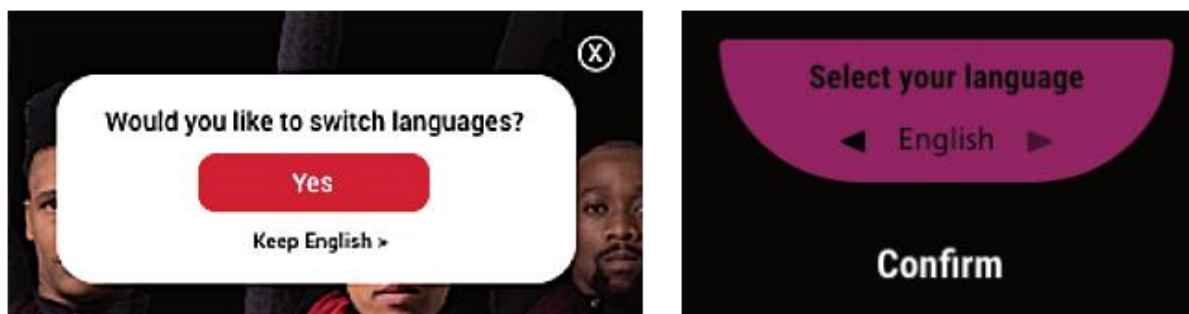 X
Would you like to switch languages?
Yes
Keep English >
Select your language
◄ English ►
Confirm